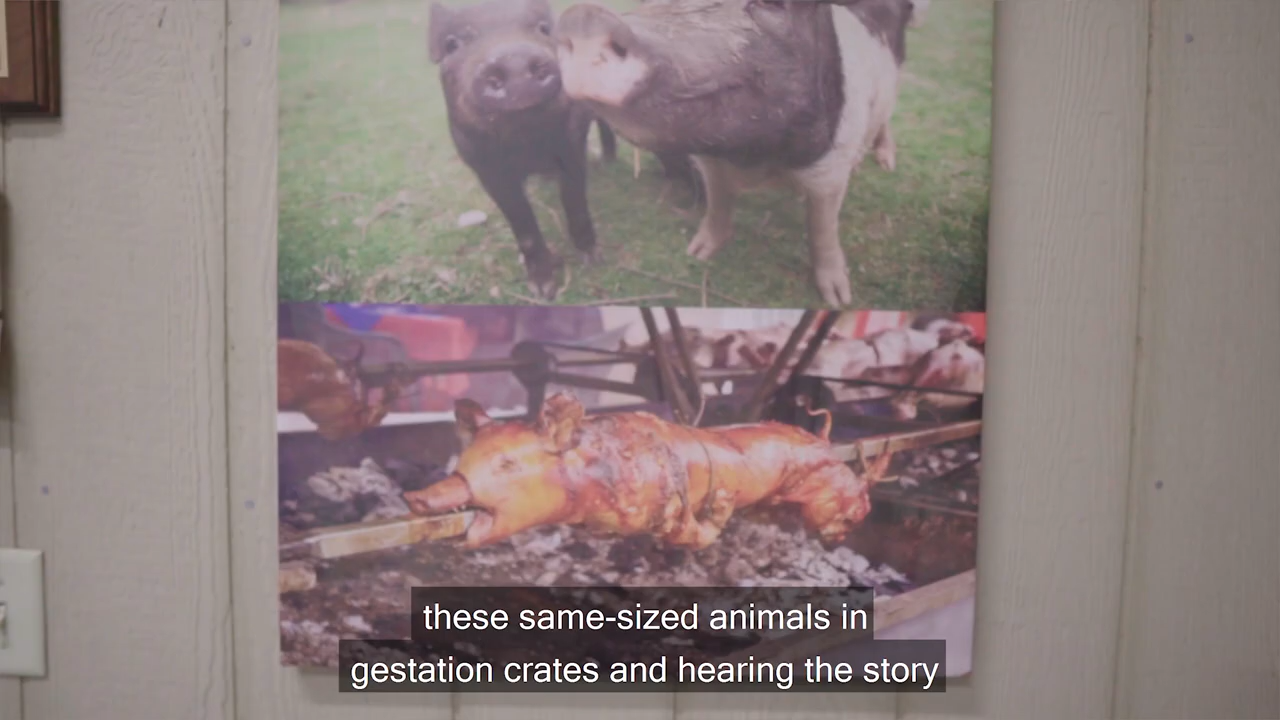 these same-sized animals in
gestation crates and hearing the story